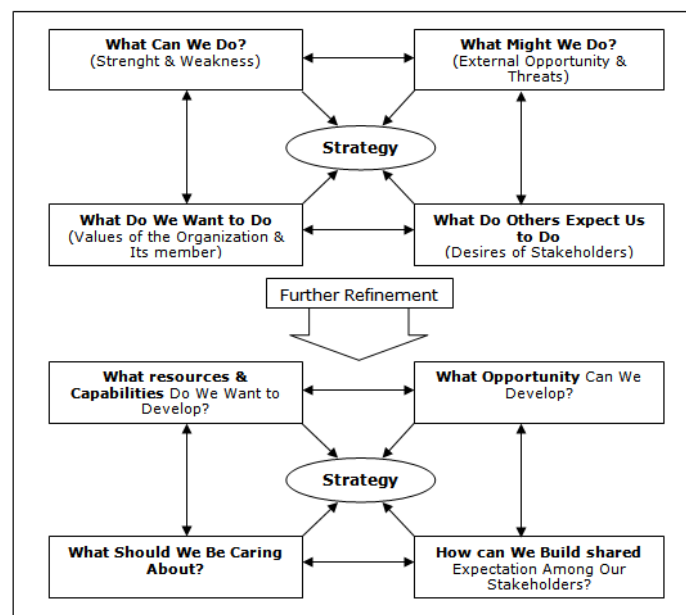 What Can We Do?
(Strenght & Weakness)
What Might We Do?
(External Opportunity &
Threats)
Strategy
What Do We Want to Do
(Values of the Organization &
Its member)
What Do Others Expect Us
to Do
(Desires of Stakeholders)
Further Refinement
What resources &
Capabilities Do We Want to
Develop?
What Opportunity Can We
Develop?
Strategy
What Should We Be Caring
About?
How can We Build shared
Expectation Among Our
Stakeholders?